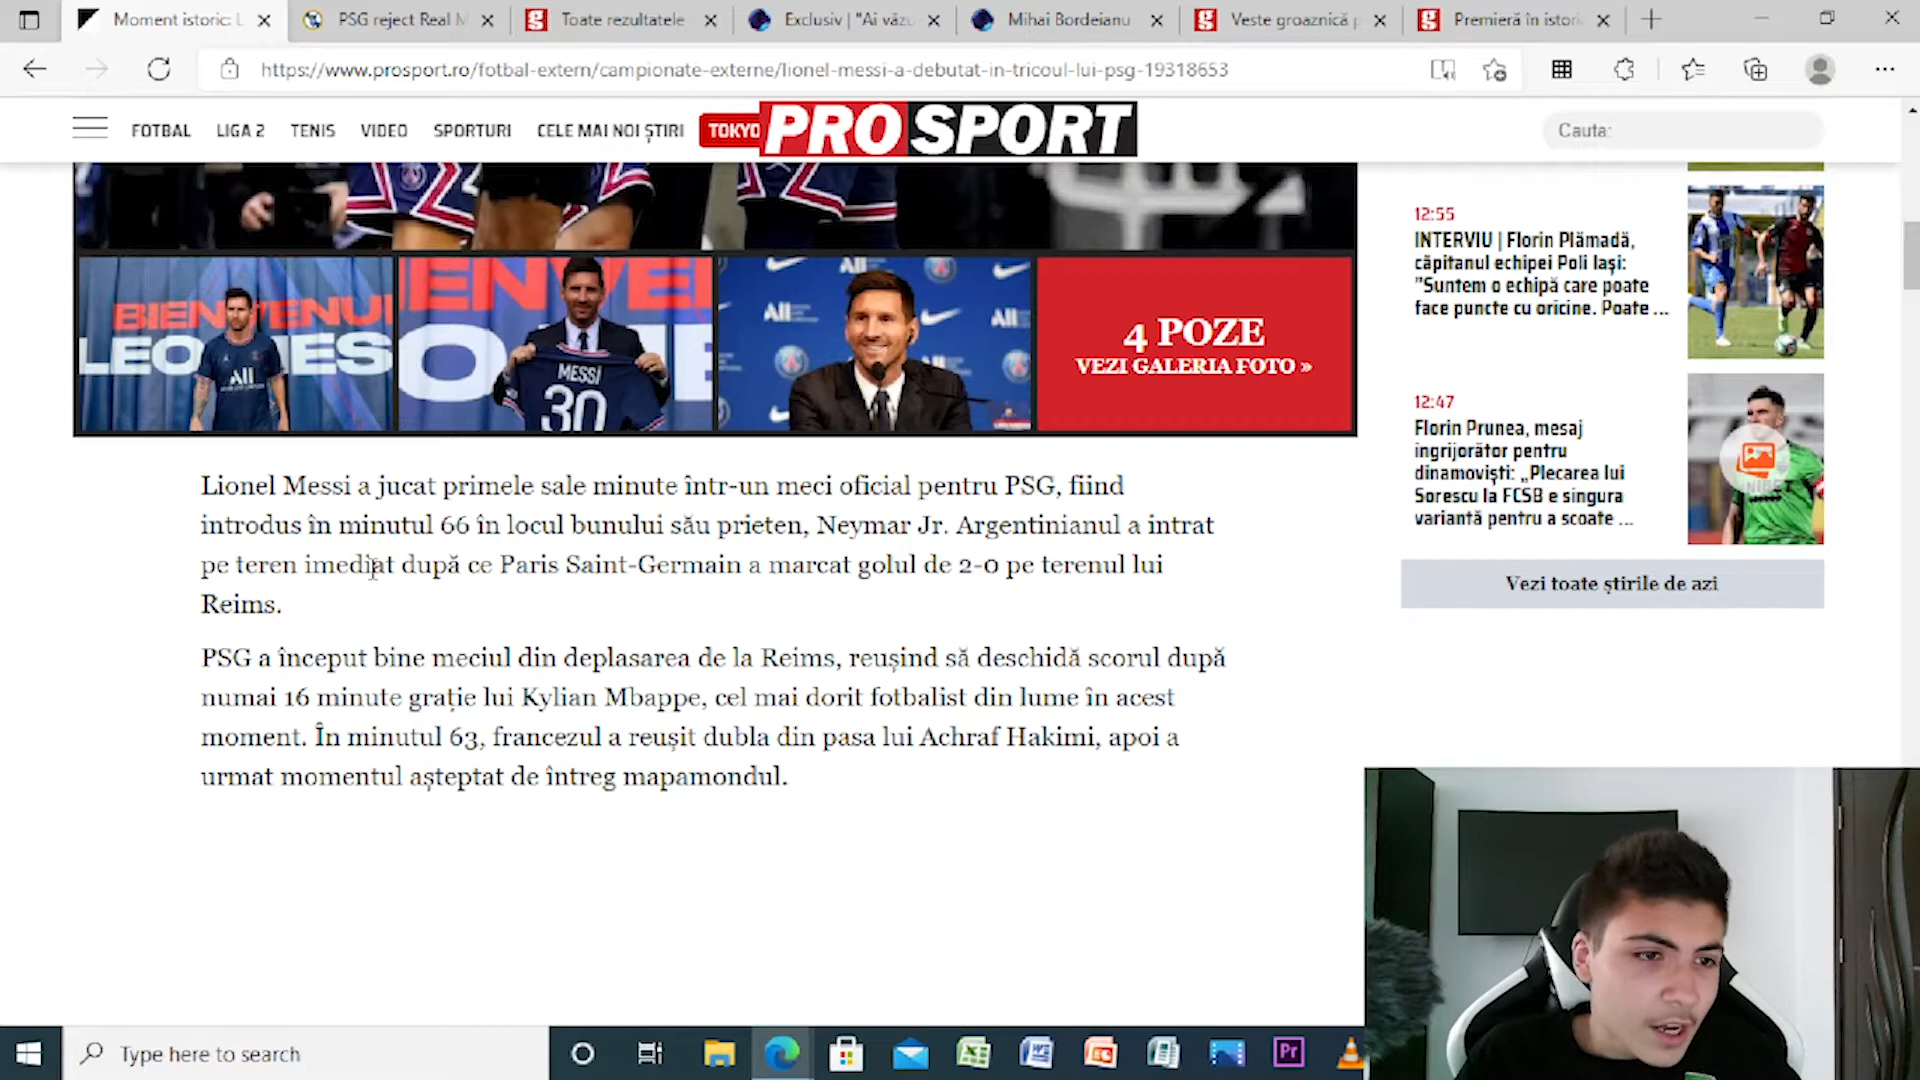 Moment istoric: L
PSG reject Real M
Toate rezultatele
Exclusiv | "Ai văzu
Mihai Bordeianu
Veste groaznică p
Premieră în istori
https://www.prosport.ro/fotbal-extern/campionate-externe/lionel-messi-a-debutat-in-tricoul-lui-psg-19318653
FOTBAL LIGA 2 TENIS VIDEO SPORTURI CELE MAI NOI ȘTIRI TOKYO PROSPORT Cauta:
BIENVENU
LEO MES
IENVE
MESSI
30
All
All
All
4 POZE
VEZI GALERIA FOTO »
Lionel Messi a jucat primele sale minute într-un meci oficial pentru PSG, fiind
introdus în minutul 66 în locul bunului său prieten, Neymar Jr. Argentinianul a intrat
pe teren imediat după ce Paris Saint-Germain a marcat golul de 2-0 pe terenul lui
Reims.
PSG a început bine meciul din deplasarea de la Reims, reușind să deschidă scorul după
numai 16 minute grație lui Kylian Mbappe, cel mai dorit fotbalist din lume în acest
moment. În minutul 63, francezul a reușit dubla din pasa lui Achraf Hakimi, apoi a
urmat momentul așteptat de întreg mapamondul.
12:55
INTERVIU | Florin Plămadă,
căpitanul echipei Poli Iași:
"Suntem o echipă care poate
face puncte cu oricine. Poate ...
12:47
Florin Prunea, mesaj
îngrijorător pentru
dinamoviști: „Plecarea lui
Sorescu la FCSB e singura
variantă pentru a scoate ...
Vezi toate știrile de azi
Type here to search
Pr